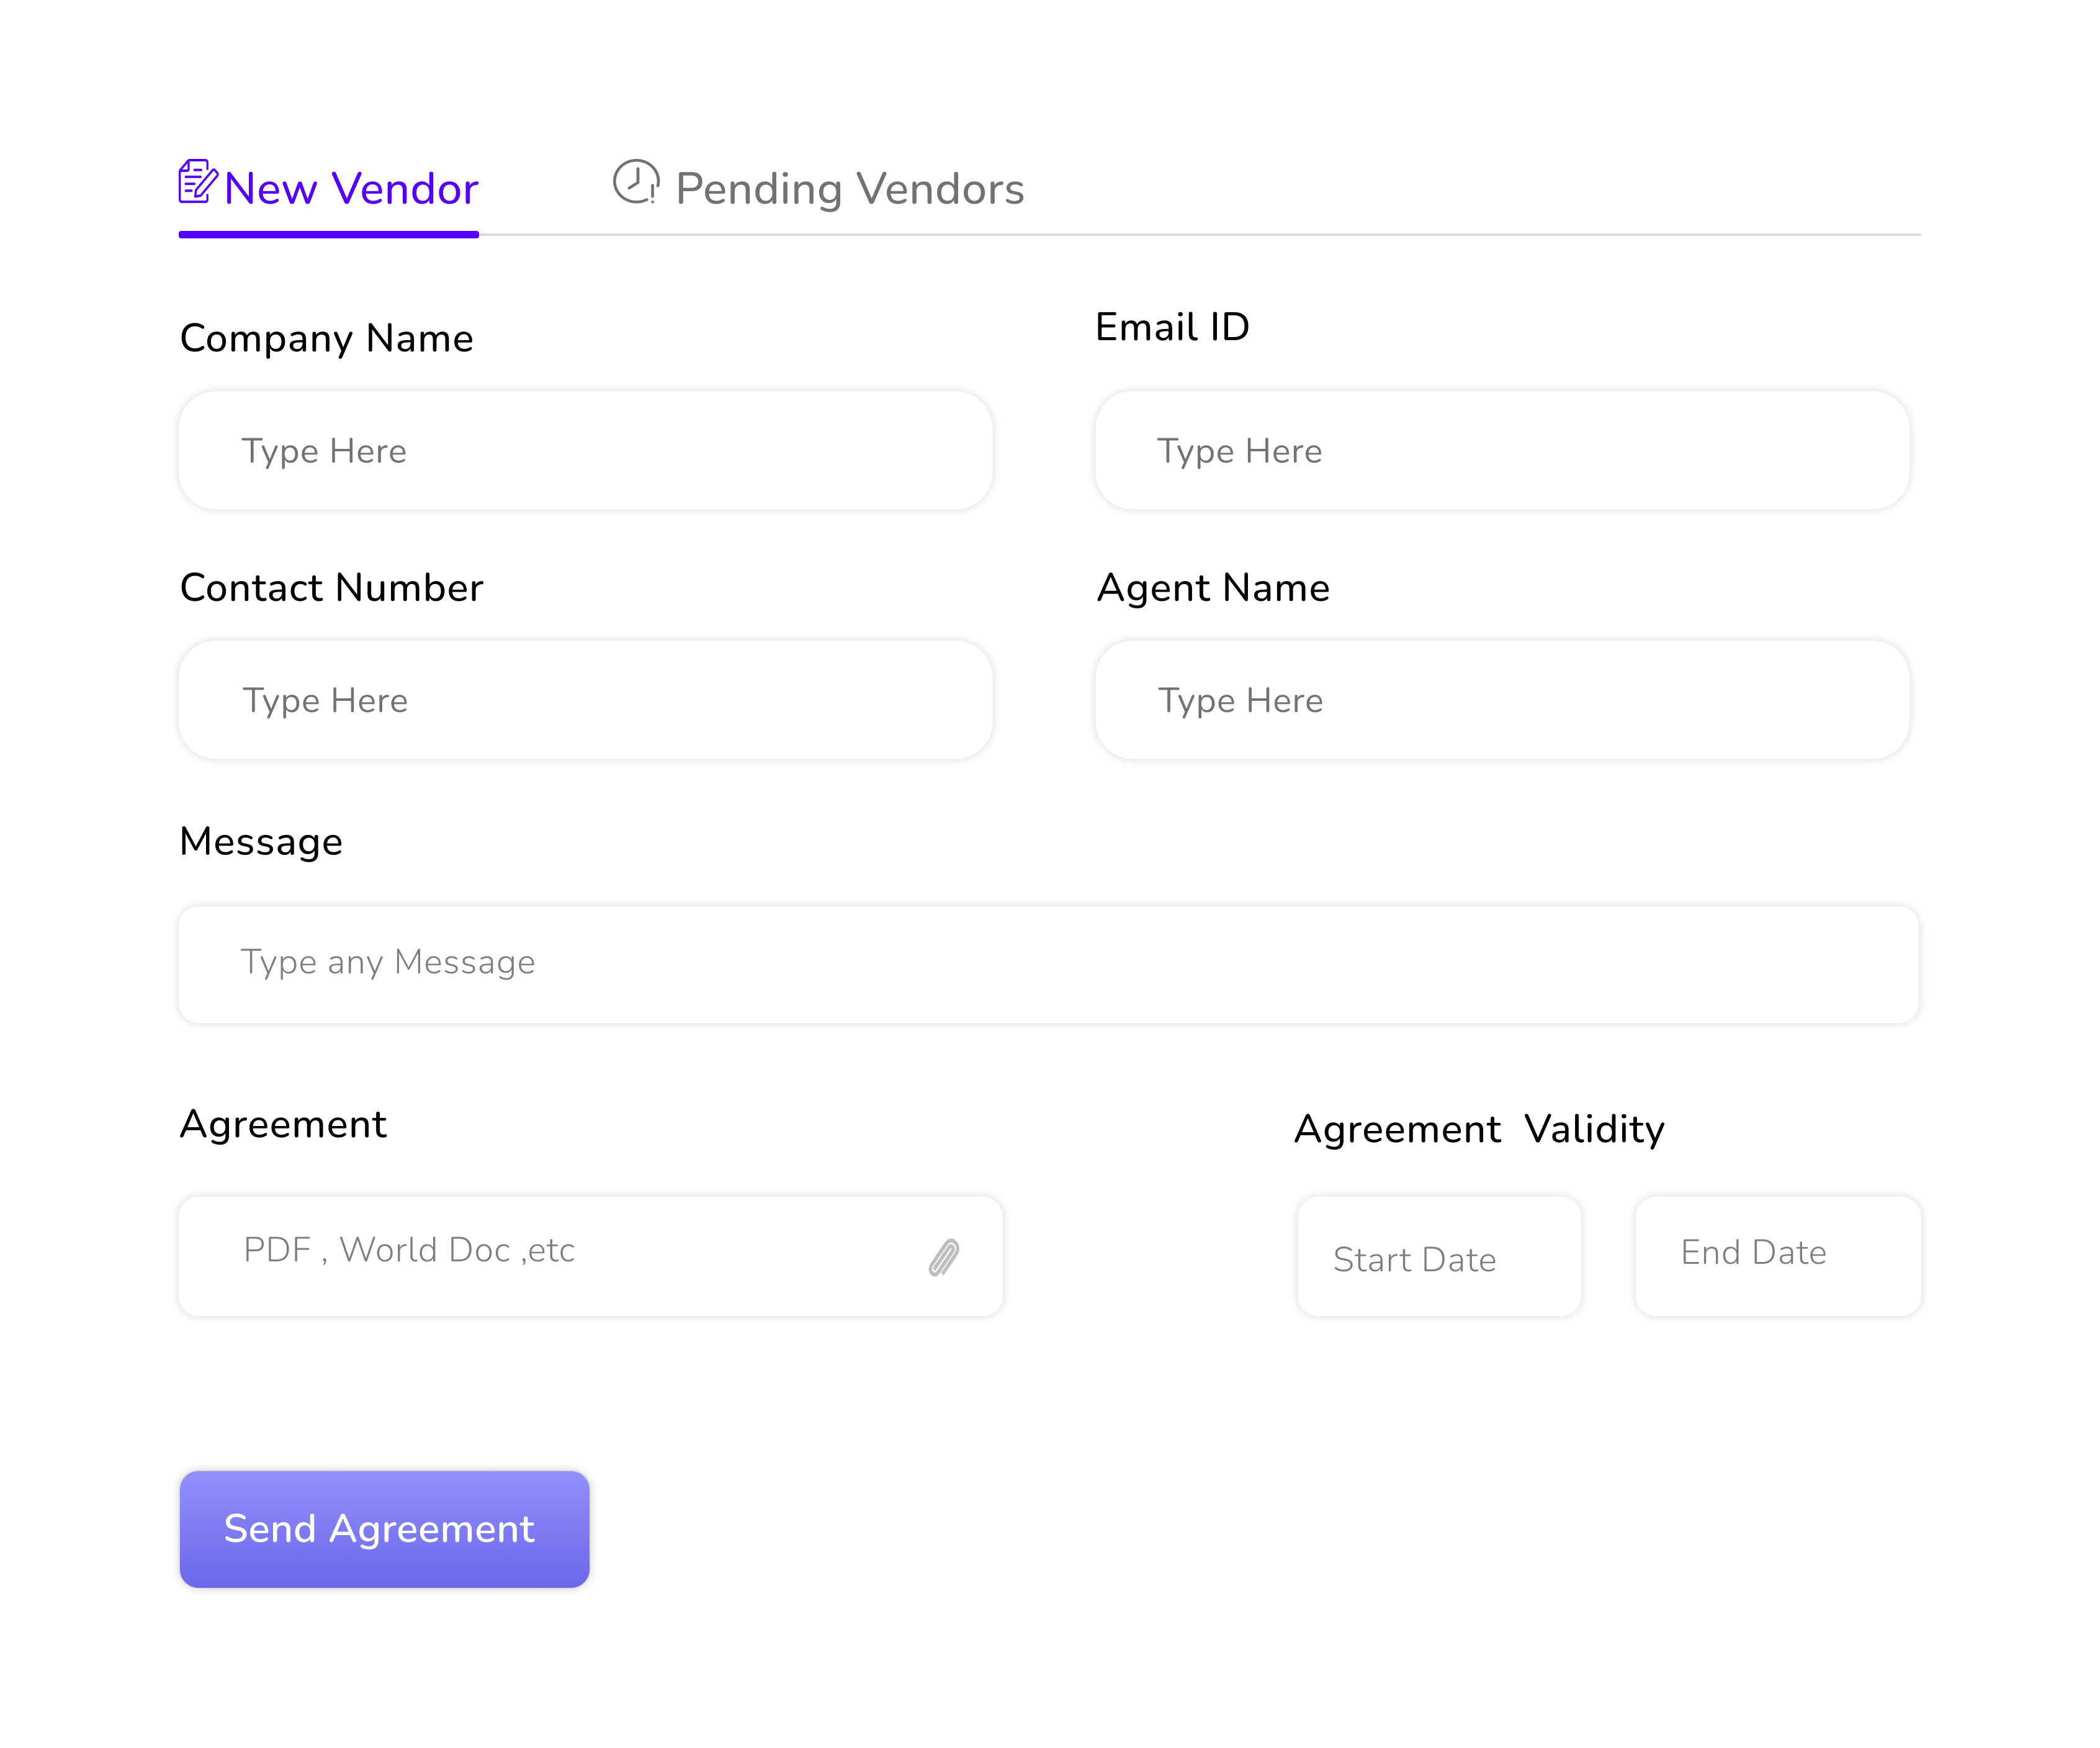 New Vendor
Pending Vendors
Company Name
Email ID
Type Here
Type Here
Contact Number
Agent Name
Type Here
Type Here
Message
Type any Message
Agreement
Agreement Validity
PDF , World Doc ,etc
Start Date
End Date
Send Agreement